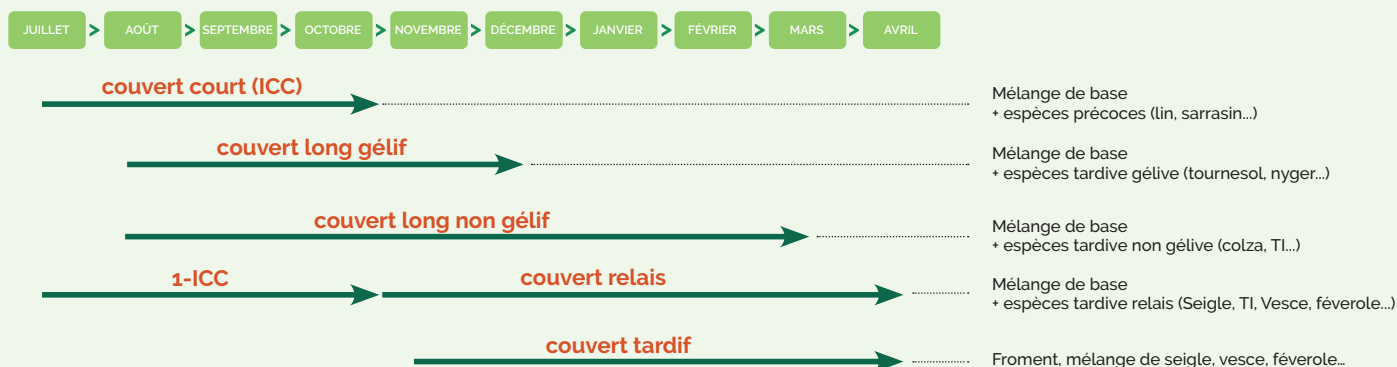 JUILLET > AOÛT > SEPTEMBRE > OCTOBRE > NOVEMBRE > DÉCEMBRE > JANVIER > FÉVRIER > MARS > AVRIL
couvert court (ICC)
Mélange de base
+ espèces précoces (lin, sarrasin...)
couvert long gélif
Mélange de base
+ espèces tardive gélive (tournesol, nyger...)
couvert long non gélif
Mélange de base
+ espèces tardive non gélive (colza, TI...)
1-ICC couvert relais
Mélange de base
+ espèces tardive relais (Seigle, TI, Vesce, féverole...)
couvert tardif
Froment, mélange de seigle, vesce, féverole...